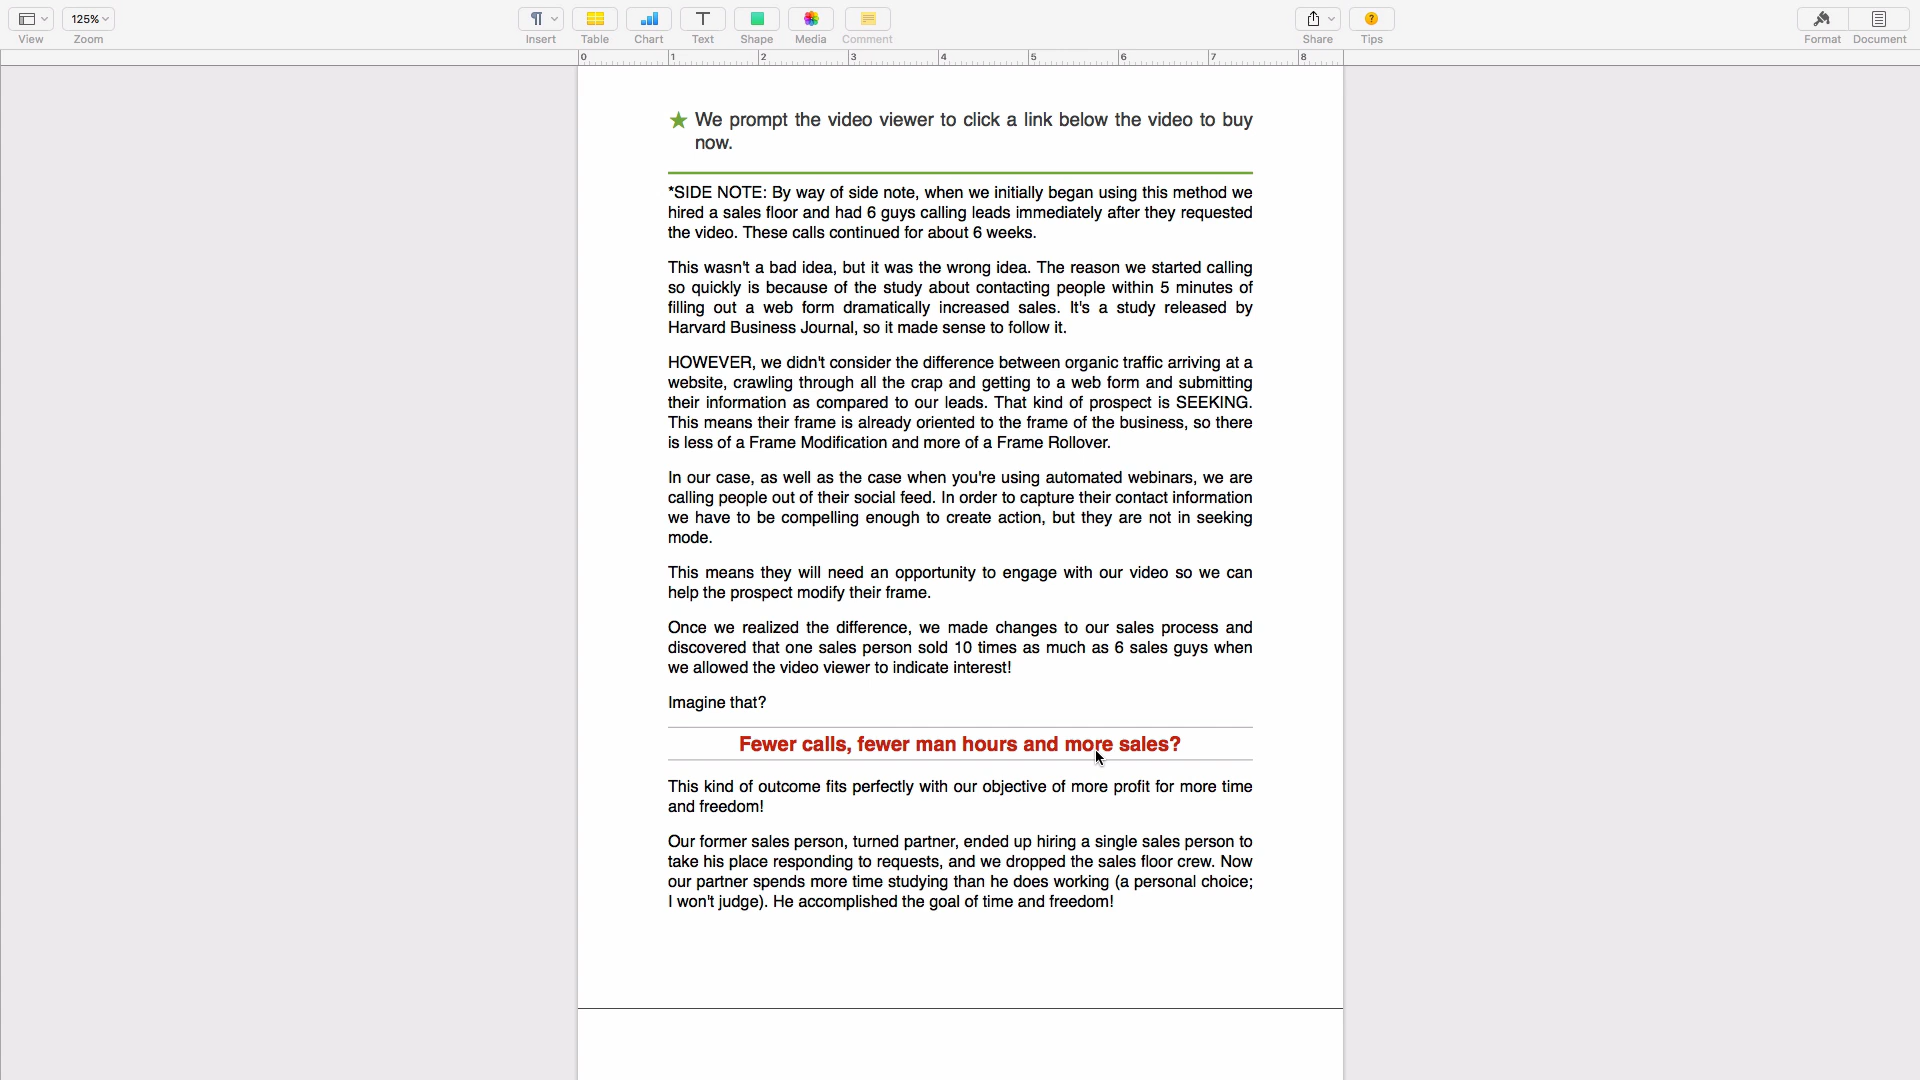 125%
View
Zoom
Insert
Table
Chart
Text
Shape
Media
Comment
Share
Tips
Format
Document
0 1 2 3 4 5 6 7 8
★ We prompt the video viewer to click a link below the video to buy
now.
*SIDE NOTE: By way of side note, when we initially began using this method we
hired a sales floor and had 6 guys calling leads immediately after they requested
the video. These calls continued for about 6 weeks.
This wasn't a bad idea, but it was the wrong idea. The reason we started calling
so quickly is because of the study about contacting people within 5 minutes of
filling out a web form dramatically increased sales. It's a study released by
Harvard Business Journal, so it made sense to follow it.
HOWEVER, we didn't consider the difference between organic traffic arriving at a
website, crawling through all the crap and getting to a web form and submitting
their information as compared to our leads. That kind of prospect is SEEKING.
This means their frame is already oriented to the frame of the business, so there
is less of a Frame Modification and more of a Frame Rollover.
In our case, as well as the case when you're using automated webinars, we are
calling people out of their social feed. In order to capture their contact information
we have to be compelling enough to create action, but they are not in seeking
mode.
This means they will need an opportunity to engage with our video so we can
help the prospect modify their frame.
Once we realized the difference, we made changes to our sales process and
discovered that one sales person sold 10 times as much as 6 sales guys when
we allowed the video viewer to indicate interest!
Imagine that?
Fewer calls, fewer man hours and more sales?
This kind of outcome fits perfectly with our objective of more profit for more time
and freedom!
Our former sales person, turned partner, ended up hiring a single sales person to
take his place responding to requests, and we dropped the sales floor crew. Now
our partner spends more time studying than he does working (a personal choice;
I won't judge). He accomplished the goal of time and freedom!